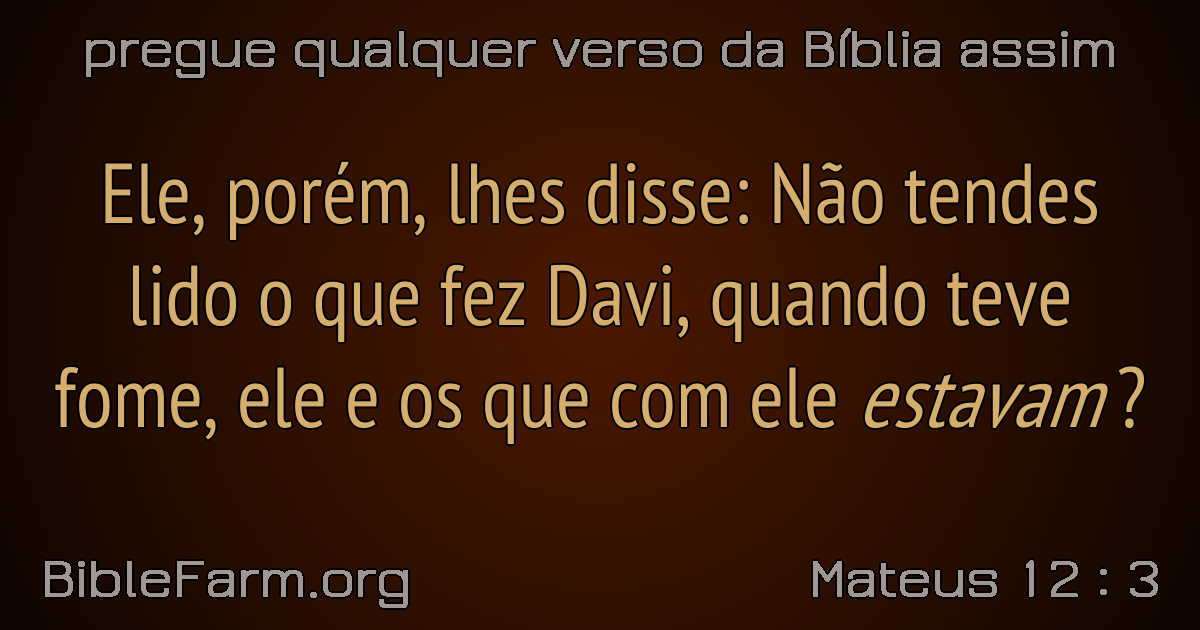 pregue qualquer verso da Bíblia assim
Ele, porém, lhes disse: Não tendes
lido o que fez Davi, quando teve
fome, ele e os que com ele estavam?
BibleFarm.org
Mateus 12 : 3